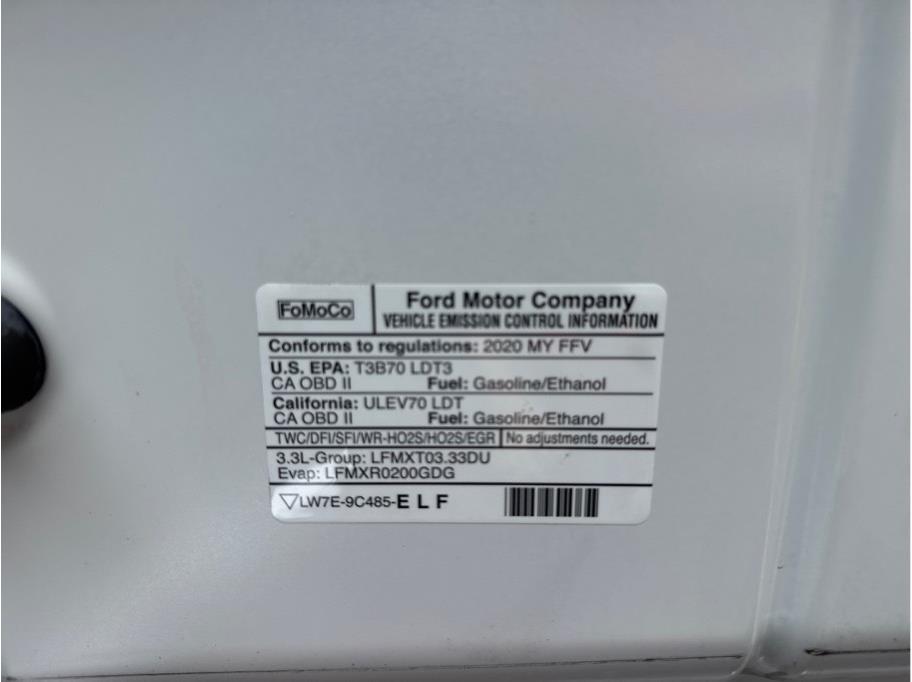 FoMoCo
Ford Motor Company
VEHICLE EMISSION CONTROL INFORMATION
Conforms to regulations: 2020 MY FFV
U.S. EPA: T3B70 LDT3
CA OBD II Fuel: Gasoline/Ethanol
California: ULEV70 LDT
CA OBD II Fuel: Gasoline/Ethanol
TWC/DFI/SFI/WR-HO2S/HO2S/EGR No adjustments needed.
3.3L-Group: LFMXT03.33DU
Evap: LFMXR0200GDG
LW7E-9C485-E L F